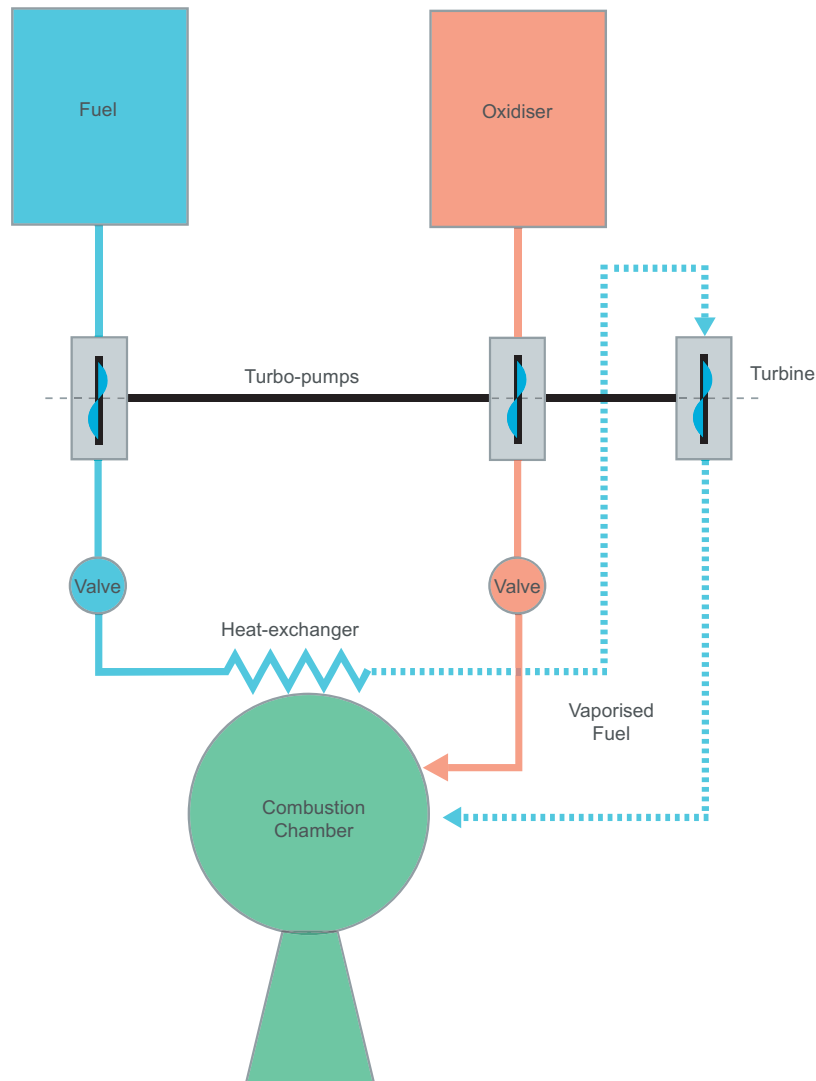 Fuel
Oxidiser
Turbo-pumps
Turbine
Valve
Valve
Heat-exchanger
Vaporised
Fuel
Combustion
Chamber